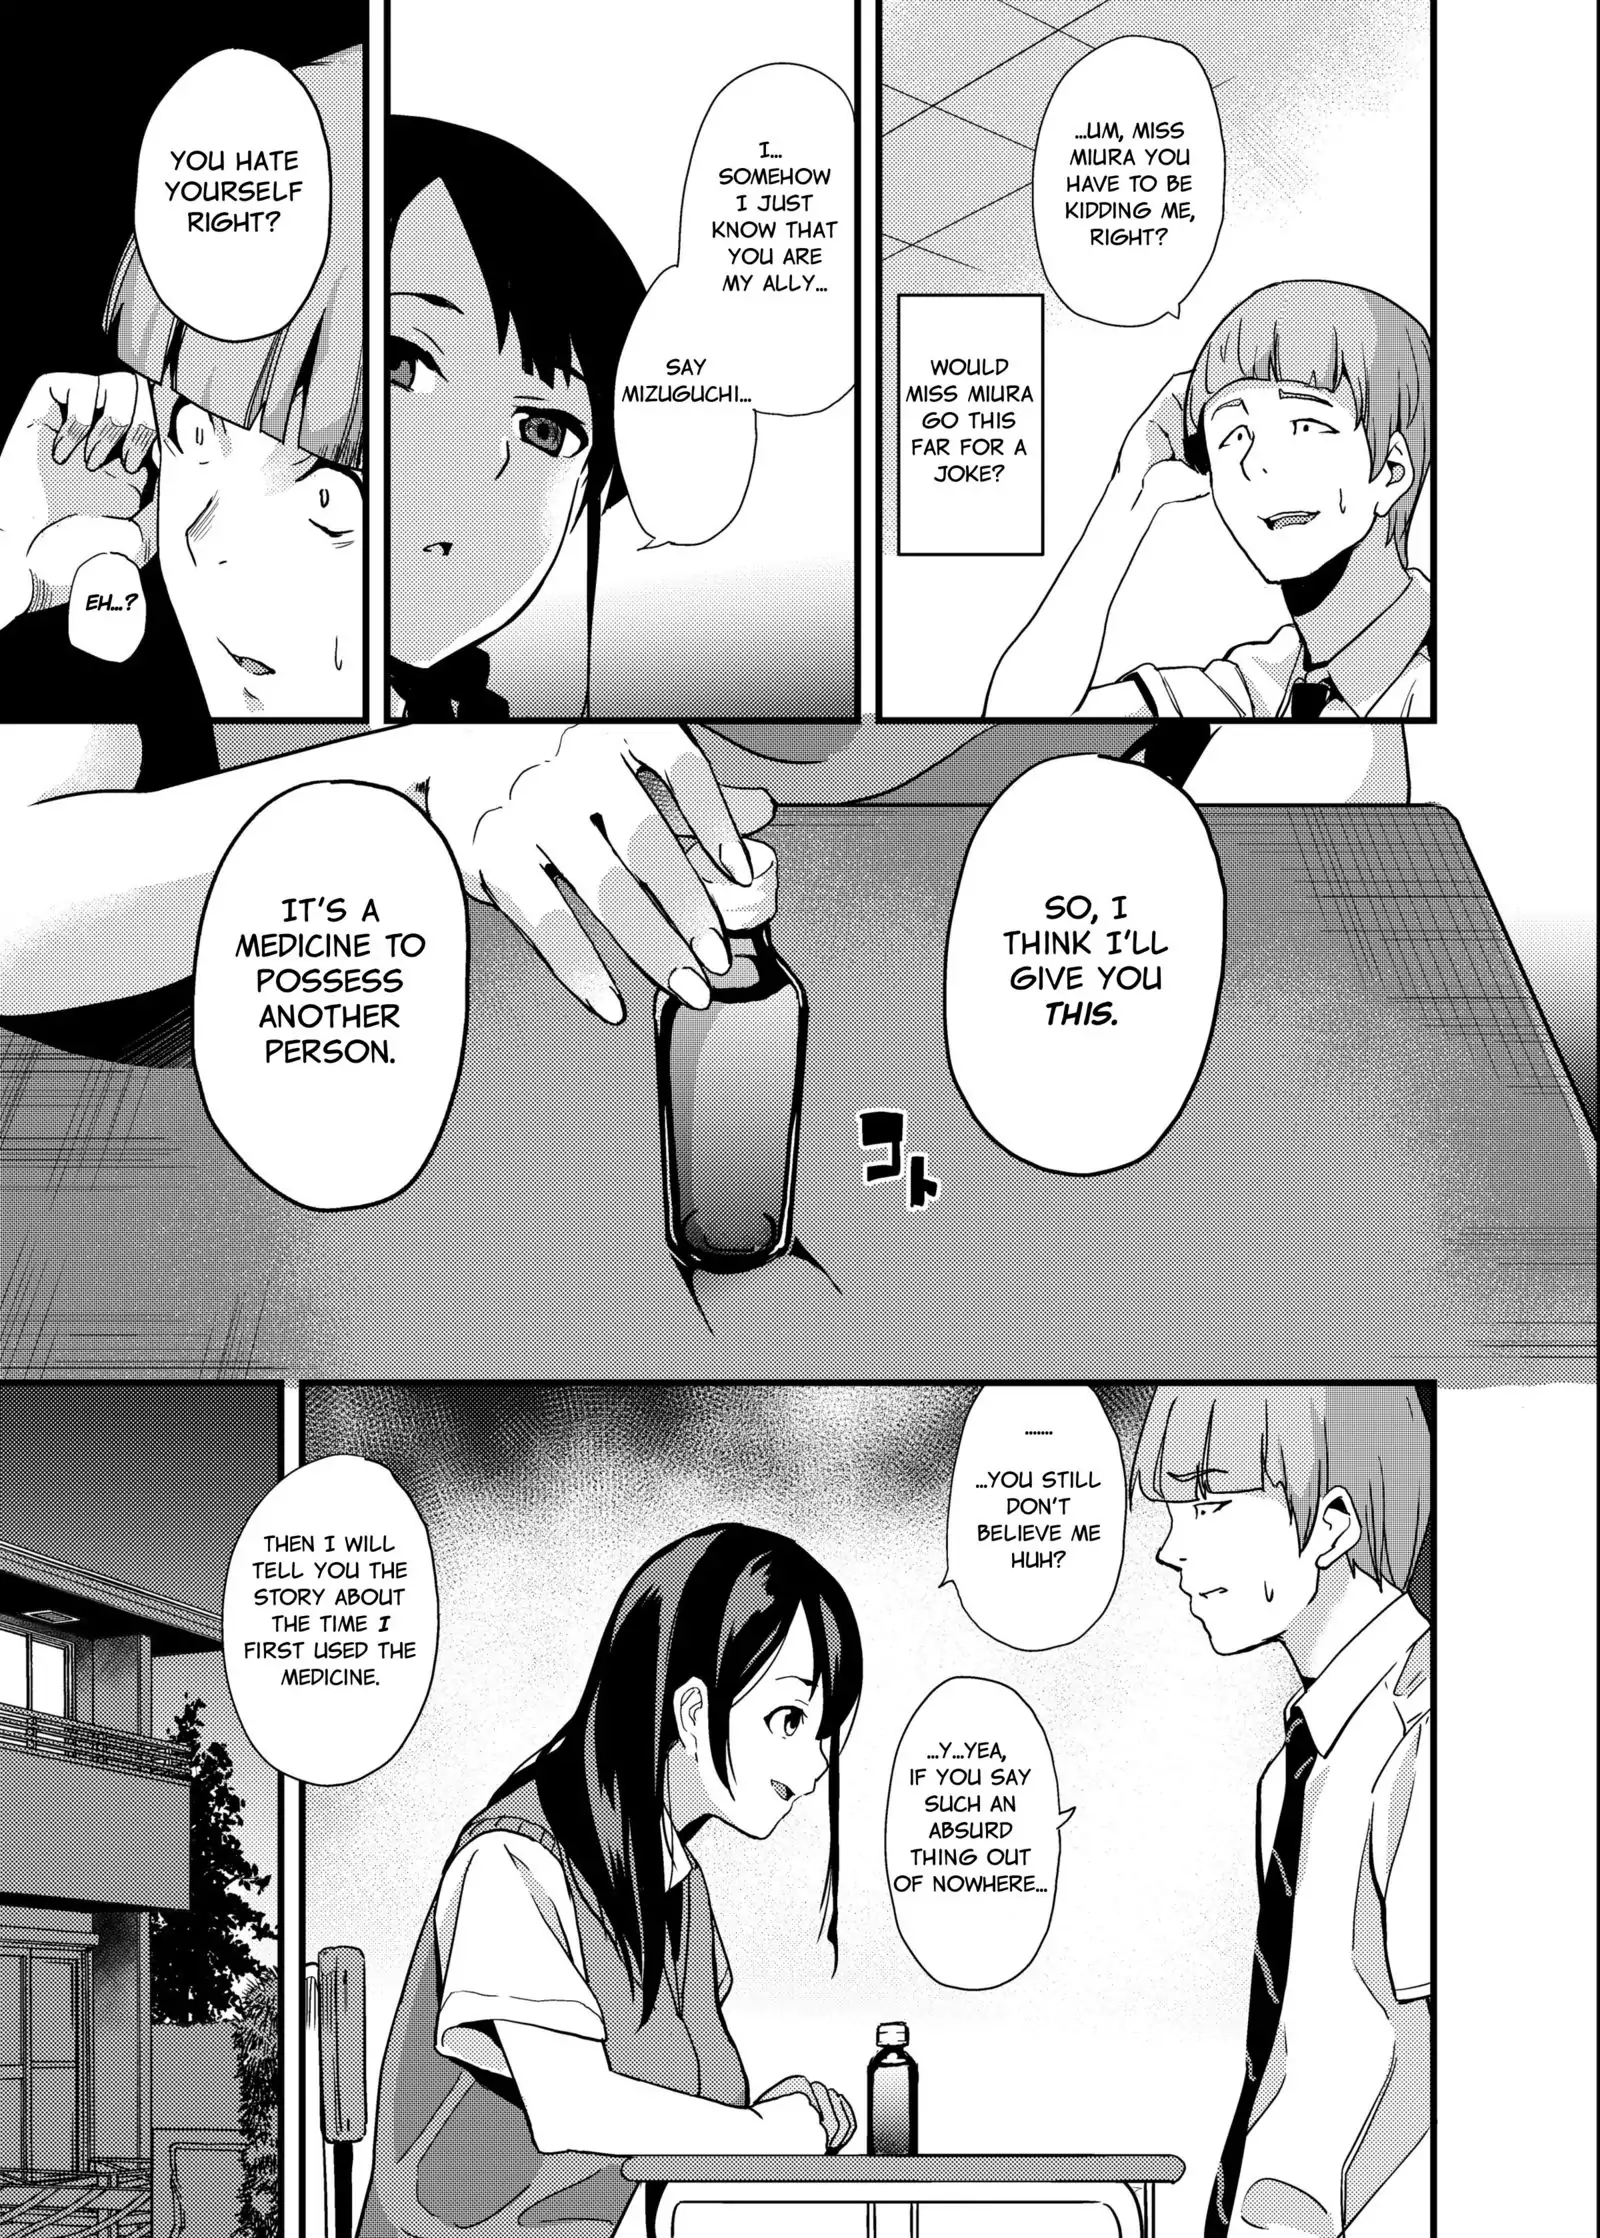 …UM, MISS
MIURA YOU
HAVE TO BE
KIDDING ME,
RIGHT?
WOULD
MISS MIURA
GO THIS
FAR FOR A
JOKE?
I…
SOMEHOW
I JUST
KNOW THAT
YOU ARE
MY ALLY…
SAY
MIZUGUCHI…
YOU HATE
YOURSELF
RIGHT?
EH…?
SO, I
THINK I'LL
GIVE YOU
THIS.
コト
IT'S A
MEDICINE TO
POSSESS
ANOTHER
PERSON.
........
…YOU STILL
DON'T
BELIEVE ME
HUH?
…Y…YEA,
IF YOU SAY
SUCH AN
ABSURD
THING OUT
OF NOWHERE…
THEN I WILL
TELL YOU THE
STORY ABOUT
THE TIME I
FIRST USED THE
MEDICINE.